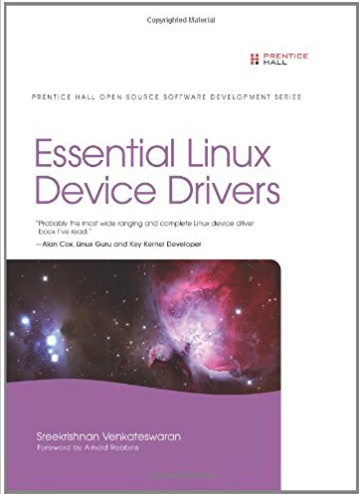 Copyrighted Material
PRENTICE
HALL
PRENTICE HALL OPEN SOURCE SOFTWARE DEVELOPMENT SERIES
Essential Linux
Device Drivers
"Probably the most wide ranging and complete Linux device driver
book I've read."
—Alan Cox, Linux Guru and Key Kernel Developer
Sreekrishnan Venkateswaran
Foreword by Arnold Robbins
Copyrighted Material